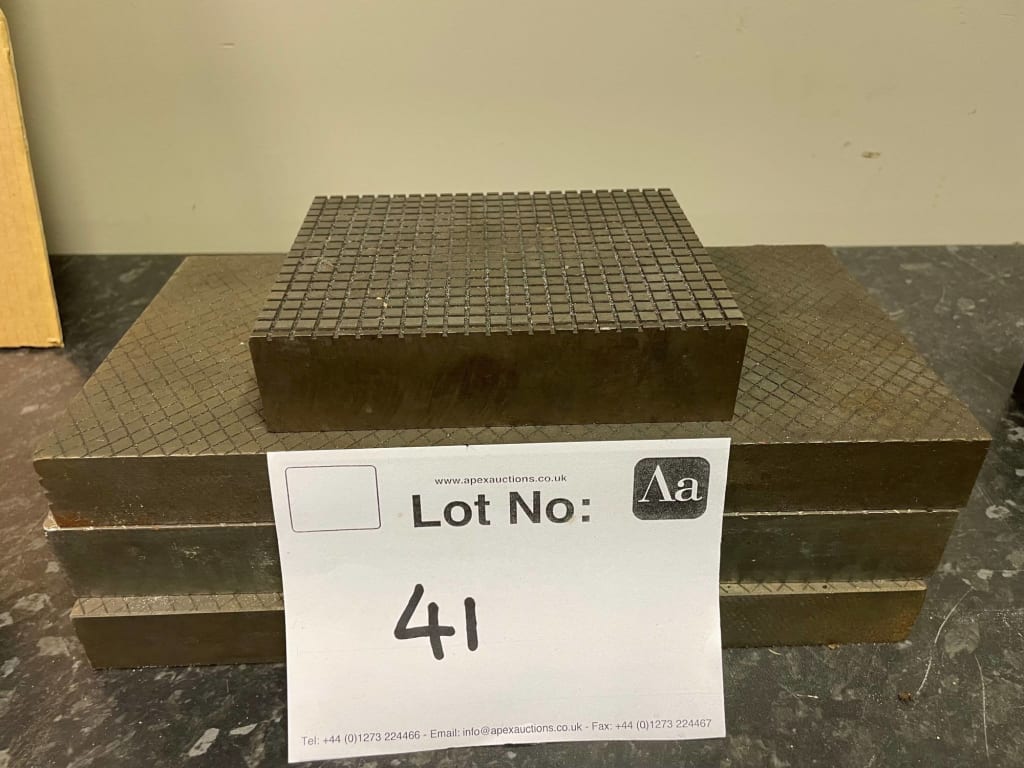 www.apexauctions.co.uk
Lot No:
Aa
41
Tel: +44 (0)1273 224466 - Email: info@apexauctions.co.uk - Fax: +44 (0)1273 224467